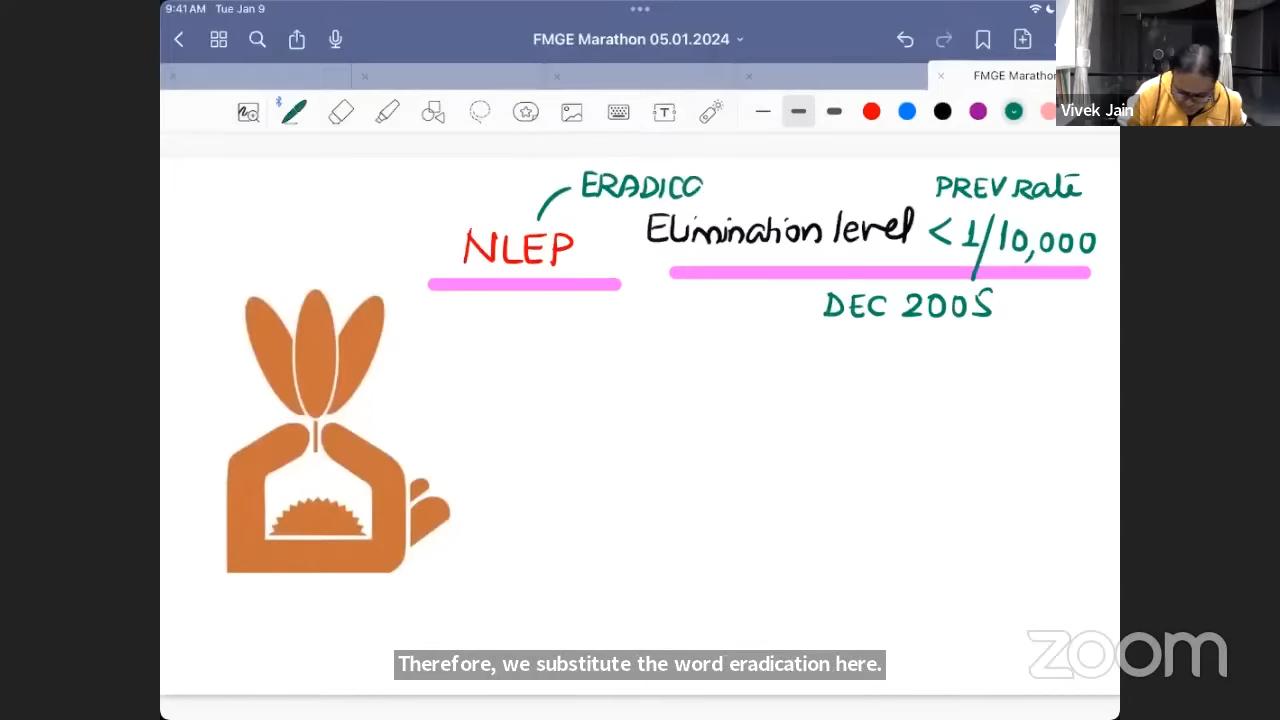 9:41 AM Tue Jan 9
FMGE Marathon 05.01.2024
FMGE Marathon
T
Vivek Jain
ERADICO
PREV Rate
NLEP
Elimination level < 1/10,000
DEC 2005
Therefore, we substitute the word eradication here.
zoom